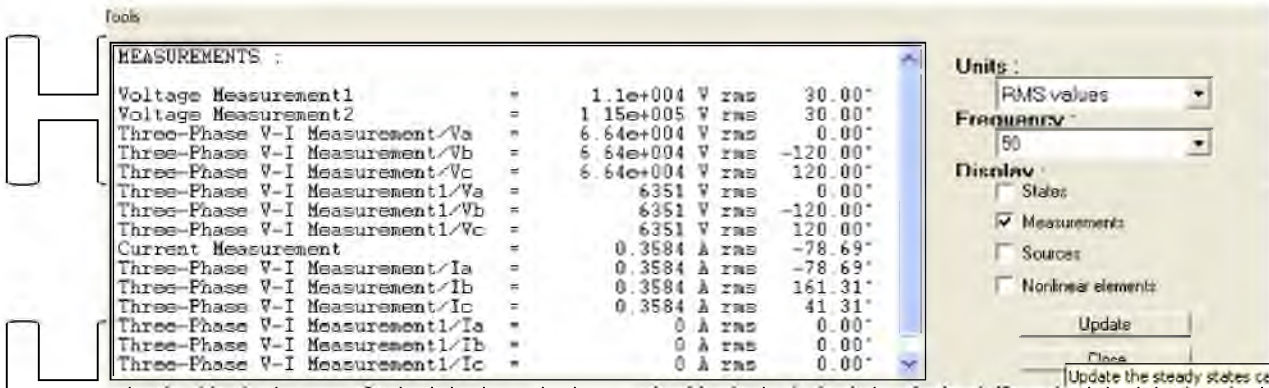 Tools
MEASUREMENTS :
Voltage Measurement1 = 1.1e+004 V rms 30.00°
Voltage Measurement2 = 1.15e+005 V rms 30.00°
Three-Phase V-I Measurement/Va = 6.64e+004 V rms 0.00°
Three-Phase V-I Measurement/Vb = 6.64e+004 V rms -120.00°
Three-Phase V-I Measurement/Vc = 6.64e+004 V rms 120.00°
Three-Phase V-I Measurement1/Va = 6351 V rms 0.00°
Three-Phase V-I Measurement1/Vb = 6351 V rms -120.00°
Three-Phase V-I Measurement1/Vc = 6351 V rms 120.00°
Current Measurement = 0.3584 A rms -78.69°
Three-Phase V-I Measurement/Ia = 0.3584 A rms -78.69°
Three-Phase V-I Measurement/Ib = 0.3584 A rms 161.31°
Three-Phase V-I Measurement/Ic = 0.3584 A rms 41.31°
Three-Phase V-I Measurement1/Ia = 0 A rms 0.00°
Three-Phase V-I Measurement1/Ib = 0 A rms 0.00°
Three-Phase V-I Measurement1/Ic = 0 A rms 0.00°
Units :
RMS values
Frequency :
50
Display :
States
Measurements
Sources
Nonlinear elements
Update
Close
Update the steady states ca